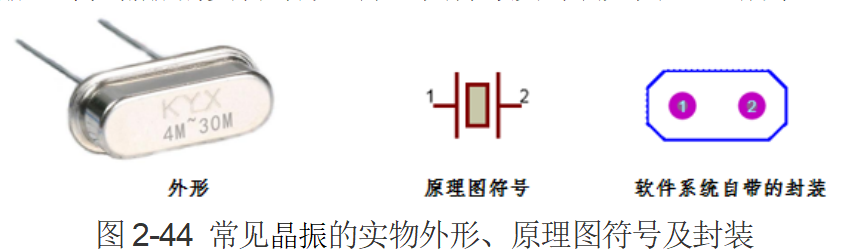 KYX
4M~30M
1 2
1 2
外形 原理图符号 软件系统自带的封装
图 2-44 常见晶振的实物外形、原理图符号及封装